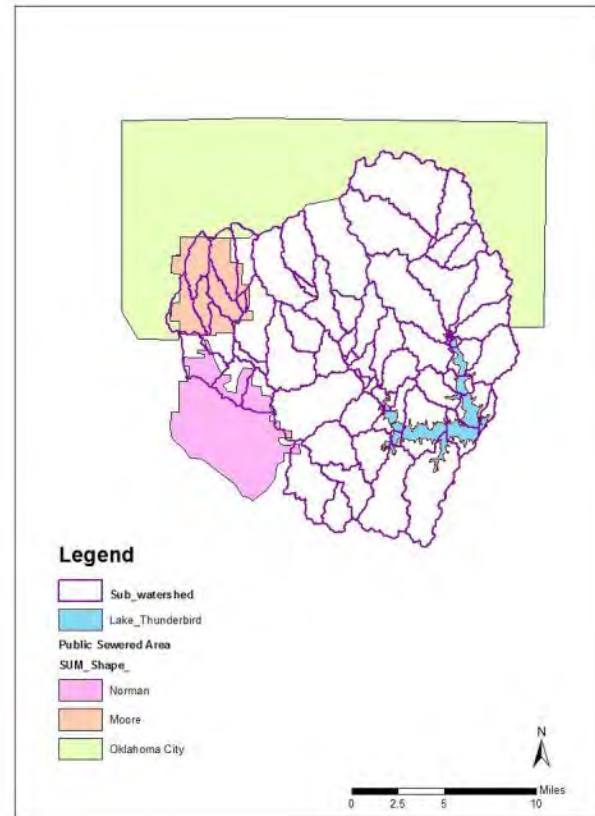 Legend
Sub_watershed
Lake_Thunderbird
Public Sewered Area
SUM_Shape_
Norman
Moore
Oklahoma City
N
Miles
0 2.5 5 10